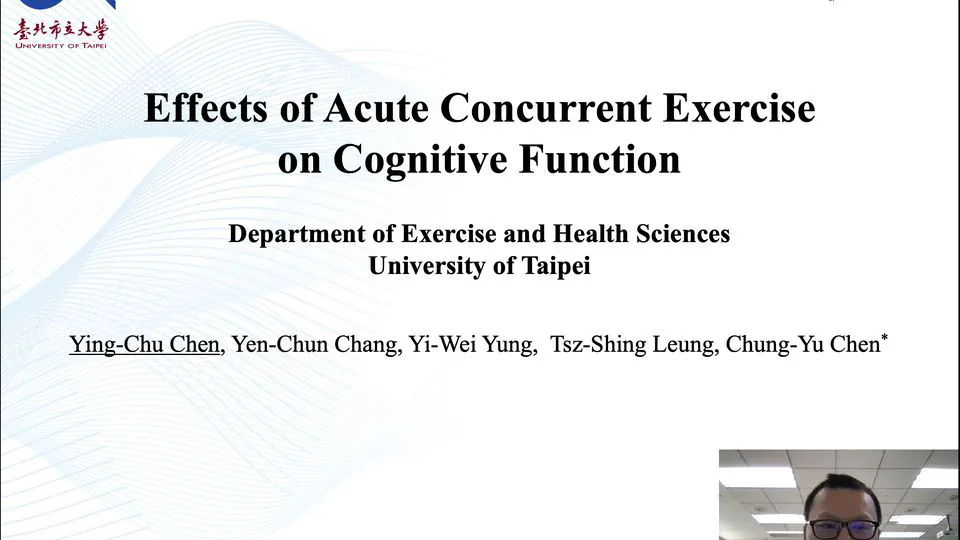 臺北市立大學
UNIVERSITY OF TAIPEI
Effects of Acute Concurrent Exercise
on Cognitive Function
Department of Exercise and Health Sciences
University of Taipei
Ying-Chu Chen, Yen-Chun Chang, Yi-Wei Yung, Tsz-Shing Leung, Chung-Yu Chen*